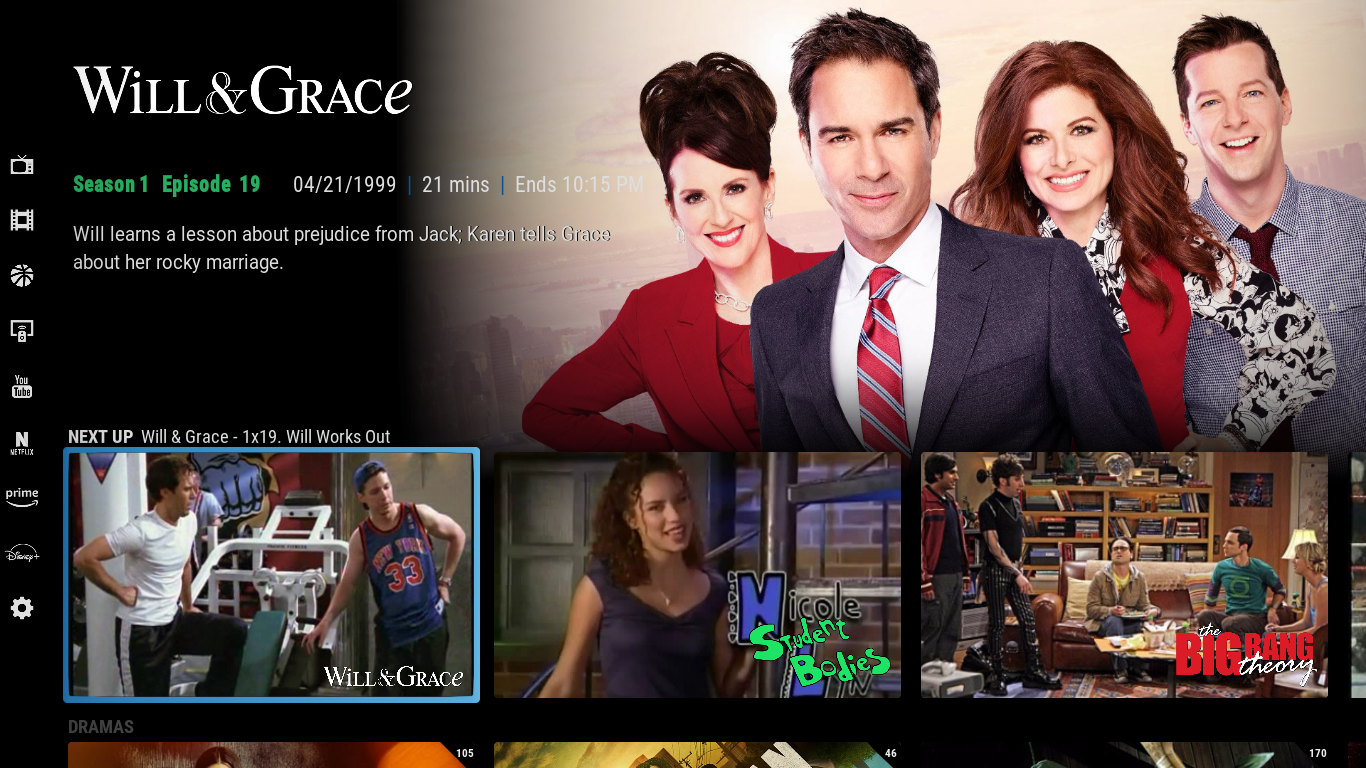 WILL & GRACE
Season 1 Episode 19 04/21/1999 | 21 mins | Ends 10:15 PM
Will learns a lesson about prejudice from Jack; Karen tells Grace
about her rocky marriage.
You
Tube
N
NETFLIX
prime
Disney+
NEXT UP Will & Grace - 1x19. Will Works Out
NEW YORK
33
WILL & GRACE
Nicole
Student
Bodies
the
BIG BANG
theory
DRAMAS
105
46
170